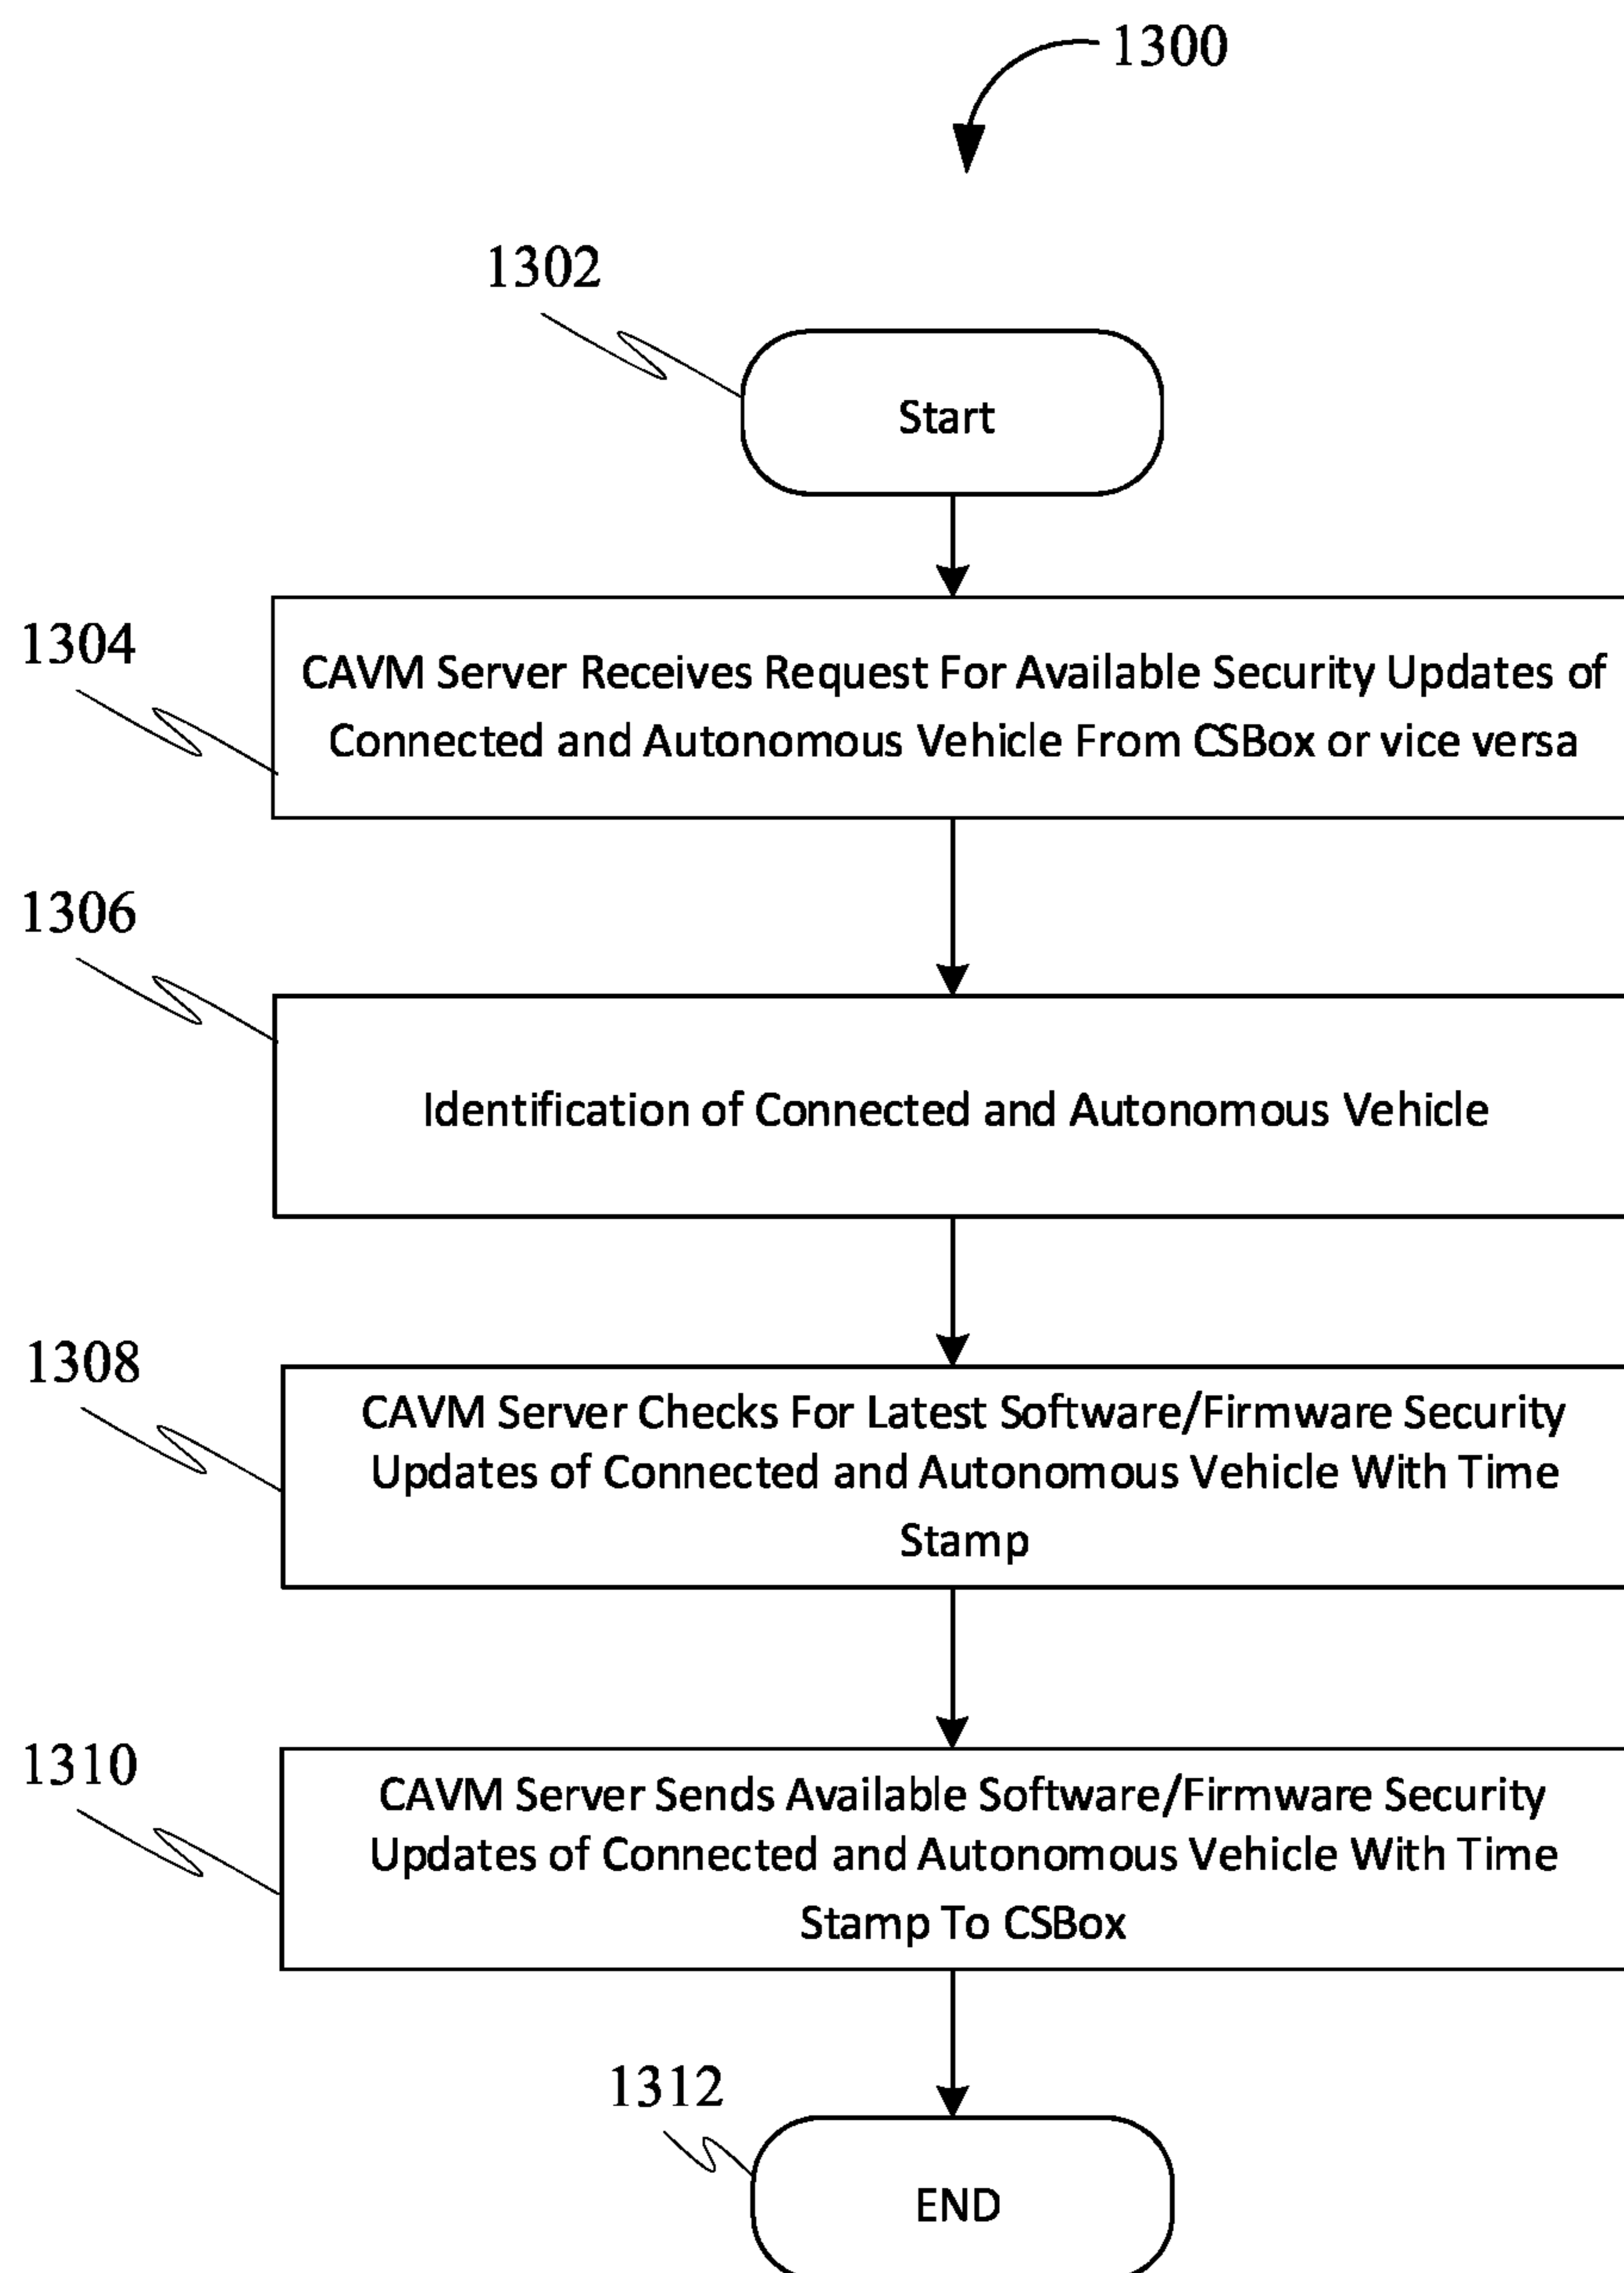 1300
1302
Start
1304
CAVM Server Receives Request For Available Security Updates of
Connected and Autonomous Vehicle From CSBox or vice versa
1306
Identification of Connected and Autonomous Vehicle
1308
CAVM Server Checks For Latest Software/Firmware Security
Updates of Connected and Autonomous Vehicle With Time
Stamp
1310
CAVM Server Sends Available Software/Firmware Security
Updates of Connected and Autonomous Vehicle With Time
Stamp To CSBox
1312
END